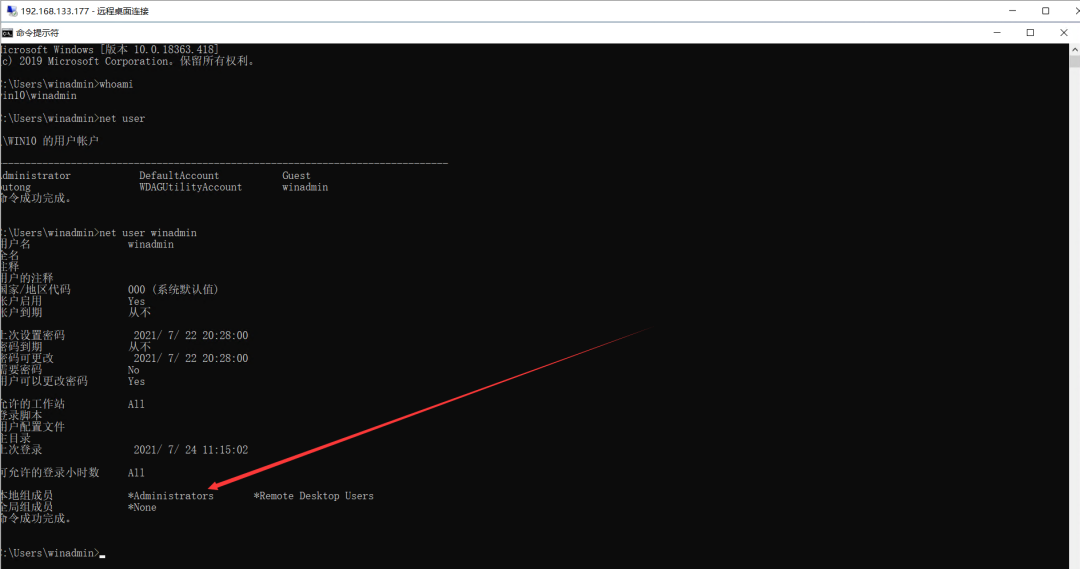 192.168.133.177 - 远程桌面连接
命令提示符
icrosoft Windows [版本 10.0.18363.418]
c) 2019 Microsoft Corporation。保留所有权利。
:\Users\winadmin>whoami
in10\winadmin
:\Users\winadmin>net user
\WIN10 的用户帐户
-------------------------------------------------------------------------------
dministrator DefaultAccount Guest
utong WDAGUtilityAccount winadmin
命令成功完成。
:\Users\winadmin>net user winadmin
用户名 winadmin
全名
注释
用户的注释
国家/地区代码 000 (系统默认值)
帐户启用 Yes
帐户到期 从不
上次设置密码 2021/ 7/ 22 20:28:00
密码到期 从不
密码可更改 2021/ 7/ 22 20:28:00
需要密码 No
用户可以更改密码 Yes
允许的工作站 All
登录脚本
用户配置文件
主目录
上次登录 2021/ 7/ 24 11:15:02
可允许的登录小时数 All
本地组成员 *Administrators *Remote Desktop Users
全局组成员 *None
命令成功完成。
:\Users\winadmin>